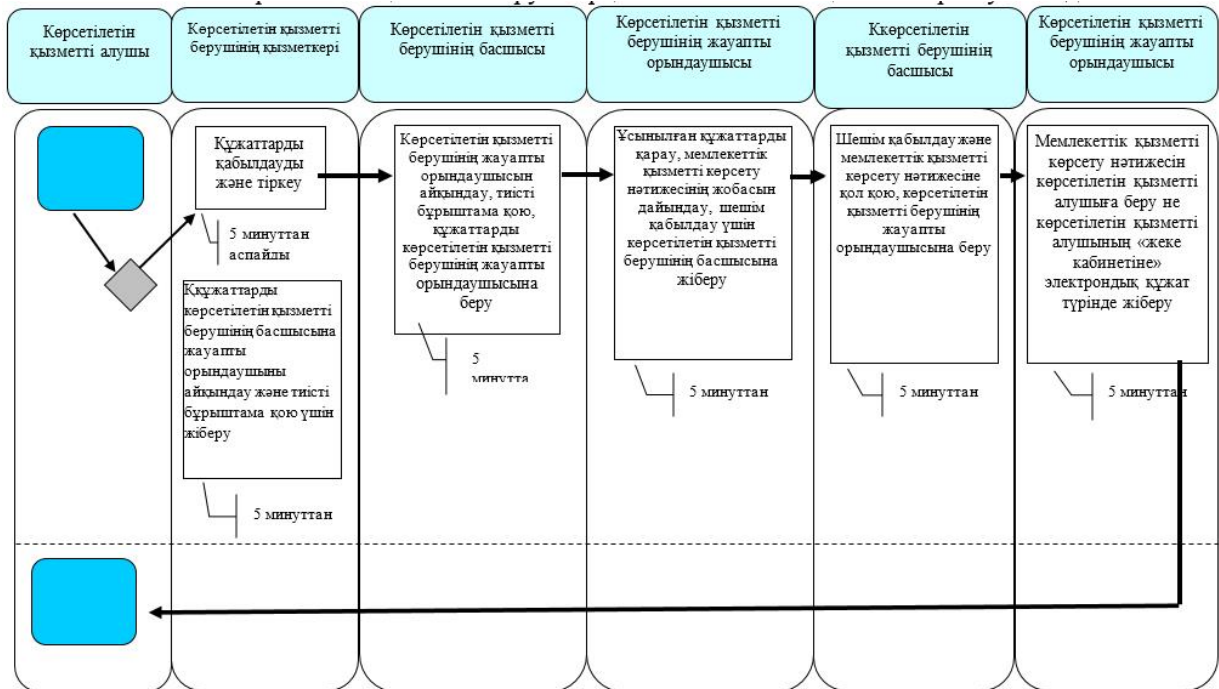 Көрсетілетін
қызметті алушы
Көрсетілетін қызметті
берушінің қызметкері
Көрсетілетін қызметті
берушінің басшысы
Көрсетілетін қызметті
берушінің жауапты
орындаушысы
Ккөрсетілетін
қызметті берушінің
басшысы
Көрсетілетін қызметті
берушінің жауапты
орындаушысы
Құжаттарды
қабылдауды
және тіркеу
5 минуттан
аспайды
Ққұжаттарды
көрсетілетін қызметті
берушінің басшысына
жауапты
орындаушыны
айқындау және тиісті
бұрыштама қою үшін
жіберу
5 минуттан
Көрсетілетін қызметті
берушінің жауапты
орындаушысын
айқындау, тиісті
бұрыштама қою,
құжаттарды
көрсетілетін қызметті
берушінің жауапты
орындаушысына
беру
5
минутта
Ұсынылған құжаттарды
қарау, мемлекеттік
қызметті көрсету
нәтижесінің жобасын
дайындау, шешім
қабылдау үшін
көрсетілетін қызметті
берушінің басшысына
жіберу
5 минуттан
Шешім қабылдау және
мемлекеттік қызметті
көрсету нәтижесіне
қол қою, көрсетілетін
қызметті берушінің
жауапты
орындаушысына беру
5 минуттан
Мемлекеттік қызметті
көрсету нәтижесін
көрсетілетін қызметті
алушыға беру не
көрсетілетін қызметті
алушының «жеке
кабинетіне»
электрондық құжат
түрінде жіберу
5 минуттан